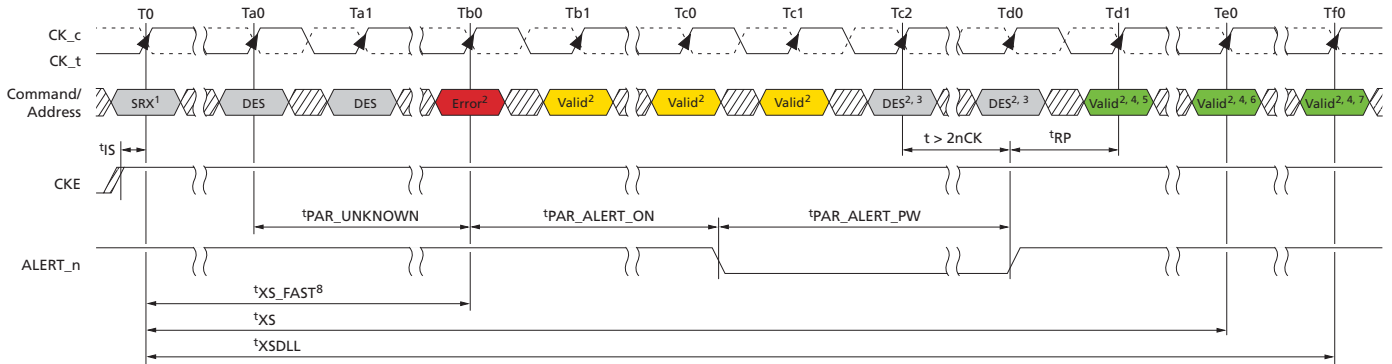 T0 Ta0 Ta1 Tb0 Tb1 Tc0 Tc1 Tc2 Td0 Td1 Te0 Tf0
CK_c
CK_t
Command/
Address
SRX1 DES DES Error2 Valid2 Valid2 Valid2 DES2, 3 DES2, 3 Valid2, 4, 5 Valid2, 4, 6 Valid2, 4, 7
t > 2nCK tRP
tIS
CKE
tPAR_UNKNOWN tPAR_ALERT_ON tPAR_ALERT_PW
ALERT_n
tXS_FAST8
tXS
tXSDLL